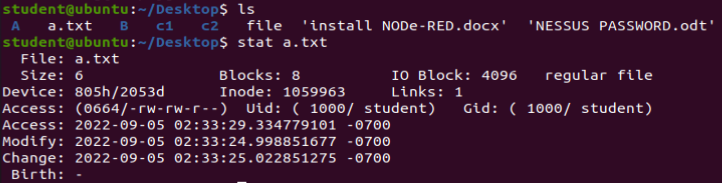 student@ubuntu:~/Desktop$ ls
A a.txt B c1 c2 file 'install NODe-RED.docx' 'NESSUS PASSWORD.odt'
student@ubuntu:~/Desktop$ stat a.txt
File: a.txt
Size: 6 Blocks: 8 IO Block: 4096 regular file
Device: 805h/2053d Inode: 1059963 Links: 1
Access: (0664/-rw-rw-r--) Uid: ( 1000/ student) Gid: ( 1000/ student)
Access: 2022-09-05 02:33:29.334779101 -0700
Modify: 2022-09-05 02:33:24.998851677 -0700
Change: 2022-09-05 02:33:25.022851275 -0700
Birth: -